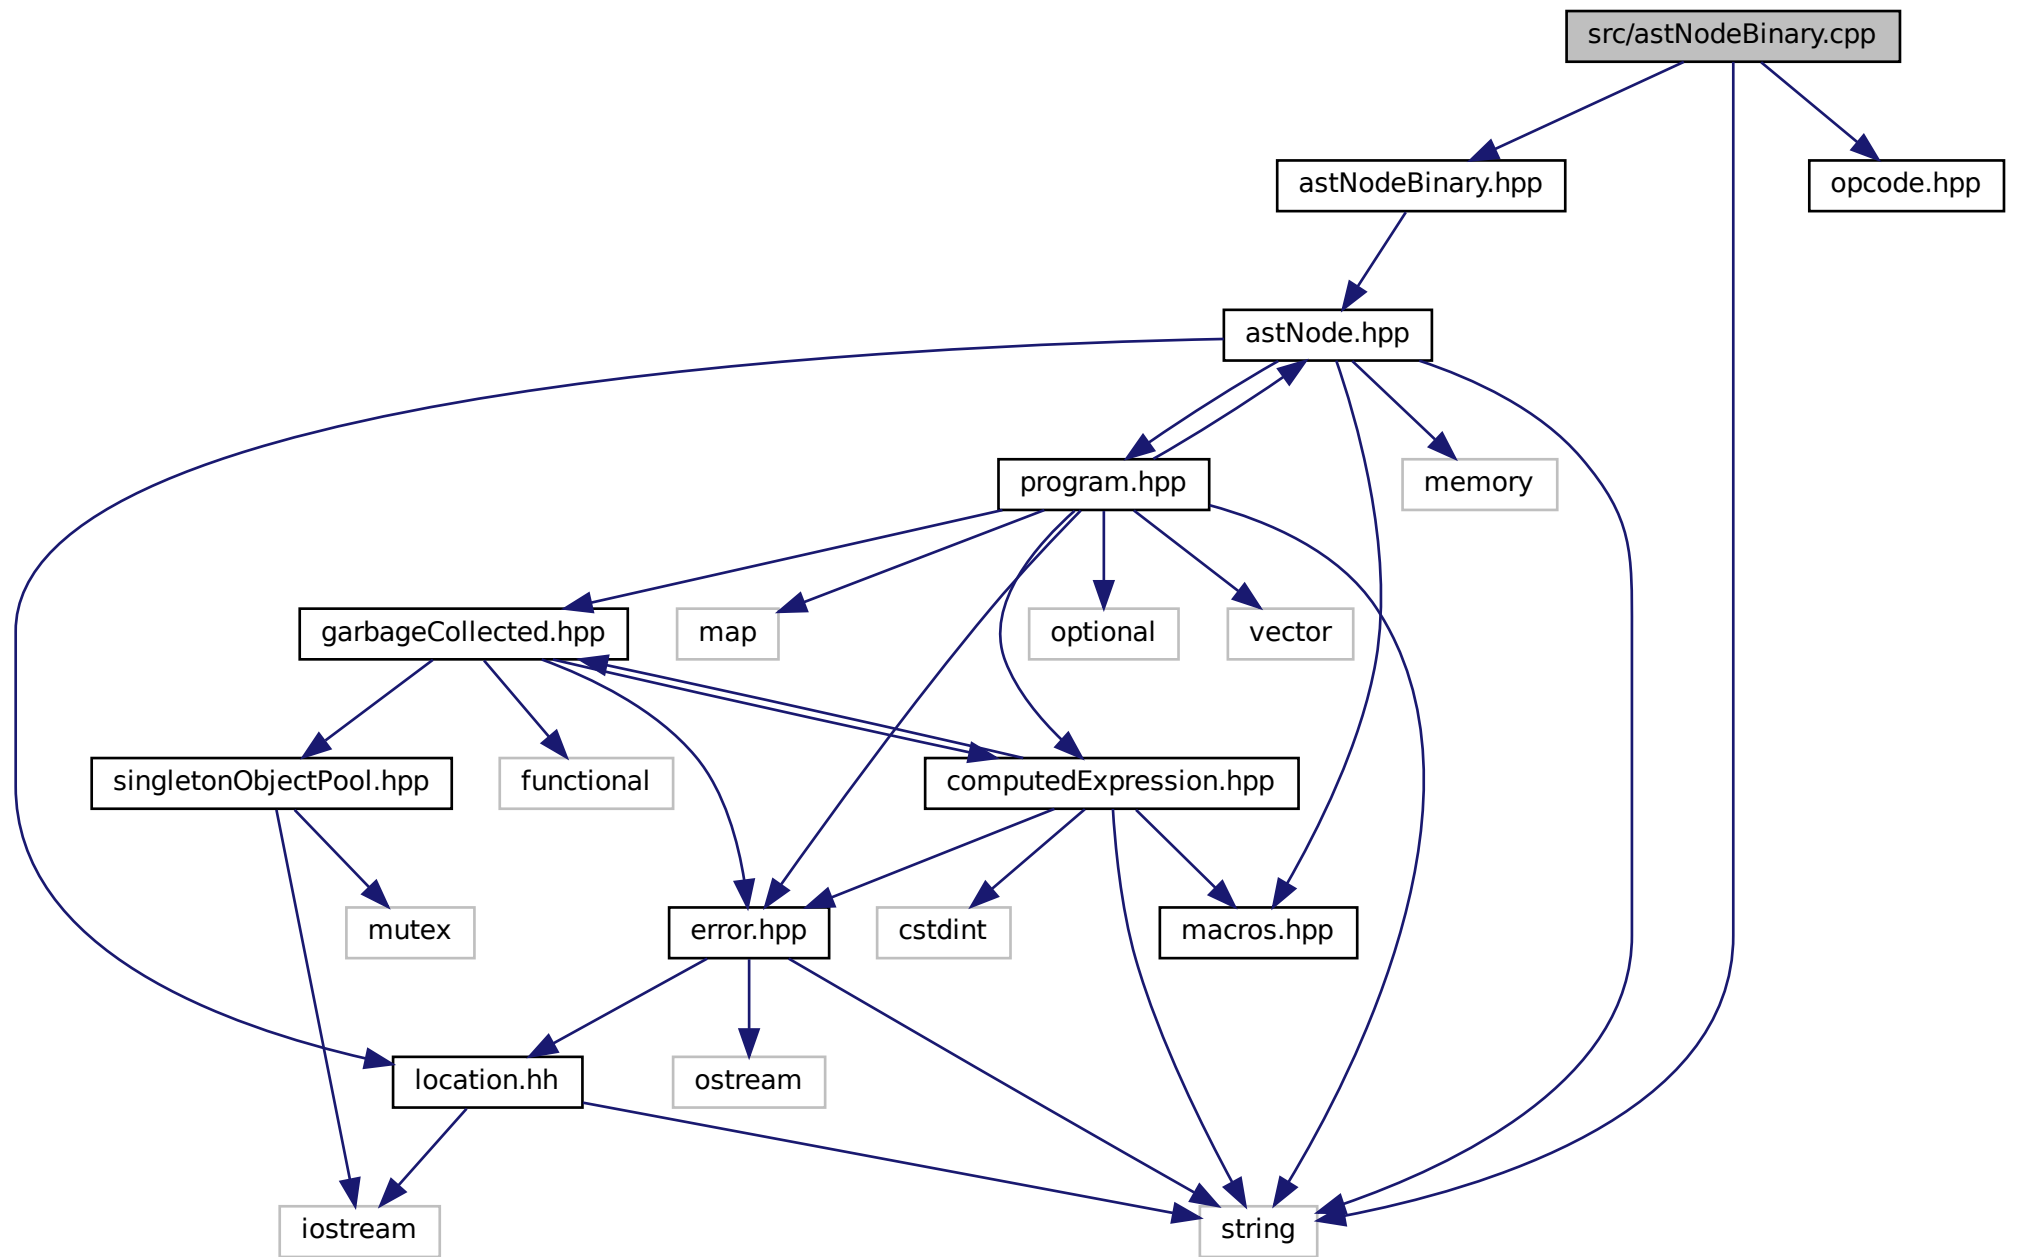 src/astNodeBinary.cpp
astNodeBinary.hpp
opcode.hpp
astNode.hpp
program.hpp
memory
garbageCollected.hpp
map
optional
vector
singletonObjectPool.hpp
functional
computedExpression.hpp
mutex
error.hpp
cstdint
macros.hpp
location.hh
ostream
iostream
string